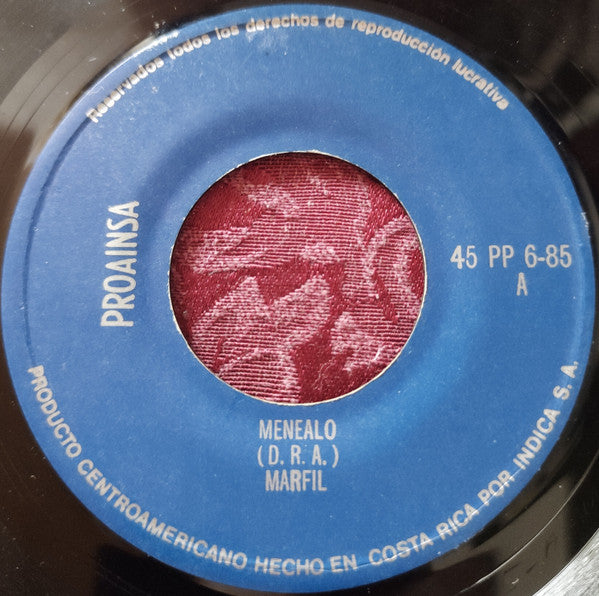 Reservados todos los derechos de reproducción lucrativa
PROAINSA
45 PP 6-85
A
MENEALO
(D. R. A.)
MARFIL
PRODUCTO CENTROAMERICANO HECHO EN COSTA RICA POR INDICA S. A.